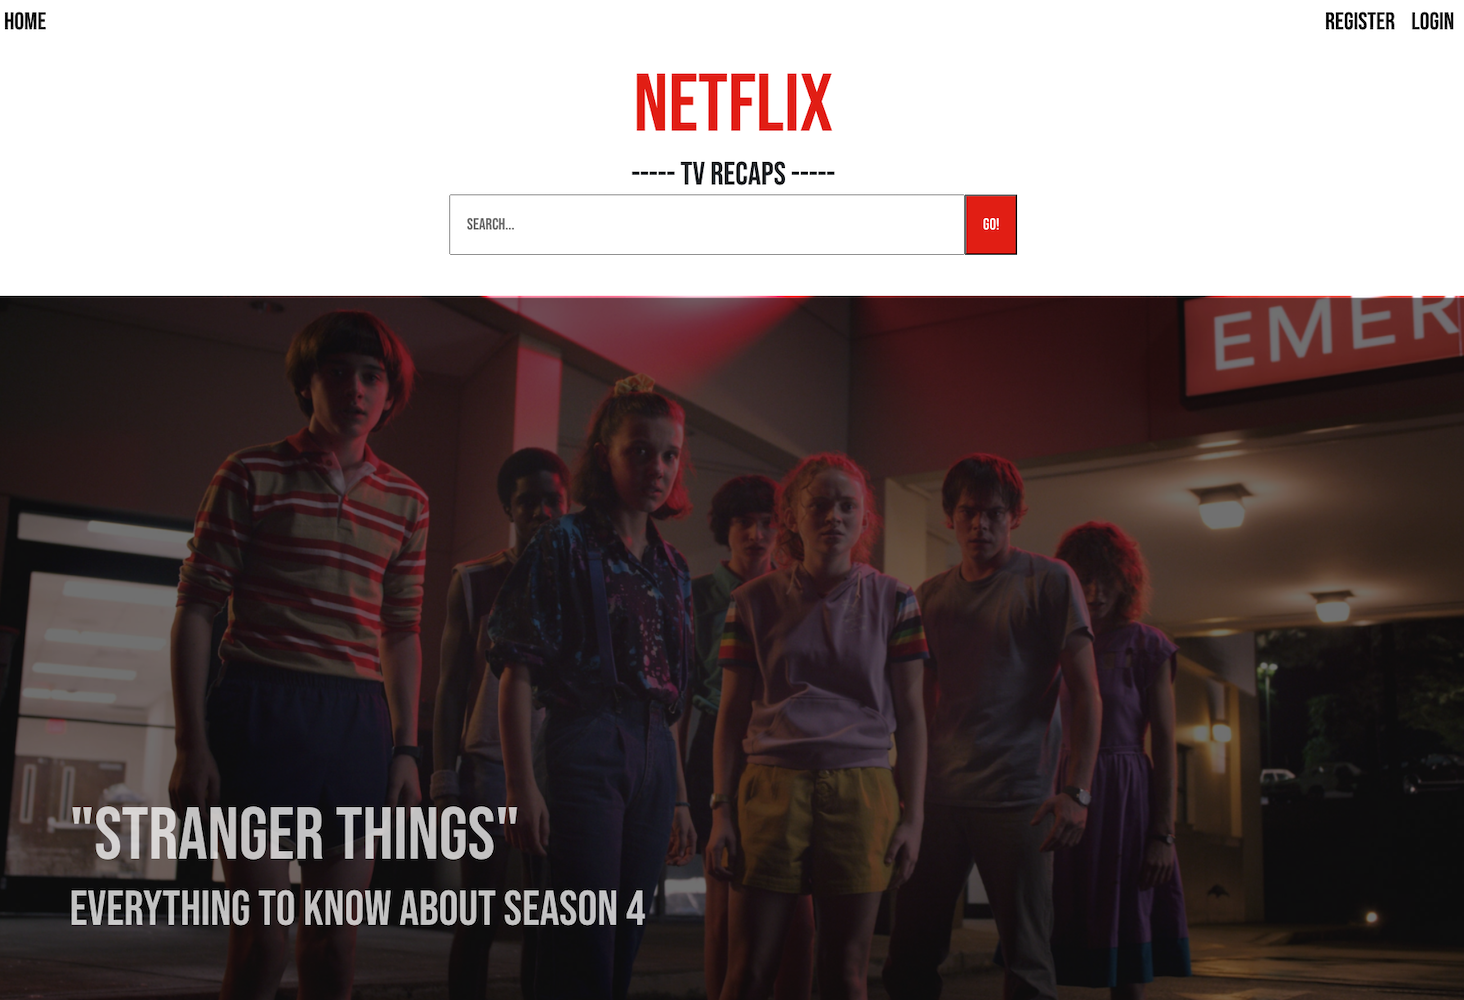 HOME
REGISTER LOGIN
NETFLIX
----- TV RECAPS -----
SEARCH...
GO!
EMER
"STRANGER THINGS"
EVERYTHING TO KNOW ABOUT SEASON 4